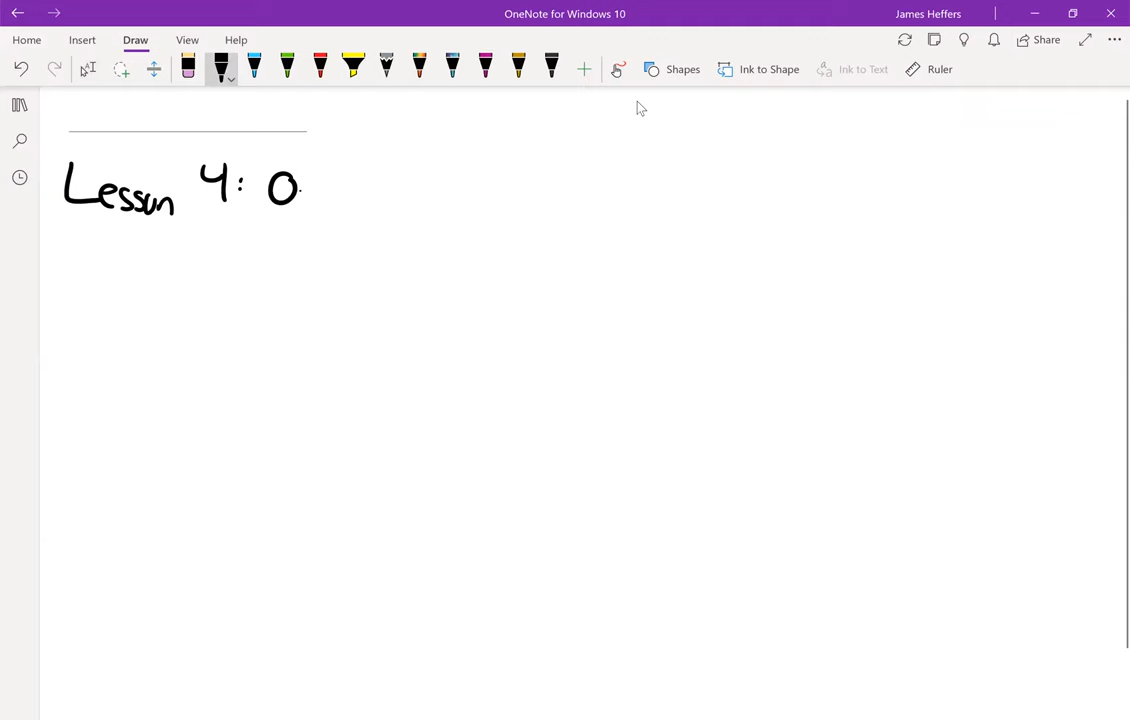 OneNote for Windows 10
James Heffers
Home Insert Draw View Help
Share
Shapes Ink to Shape Ink to Text Ruler
Lesson 4: O